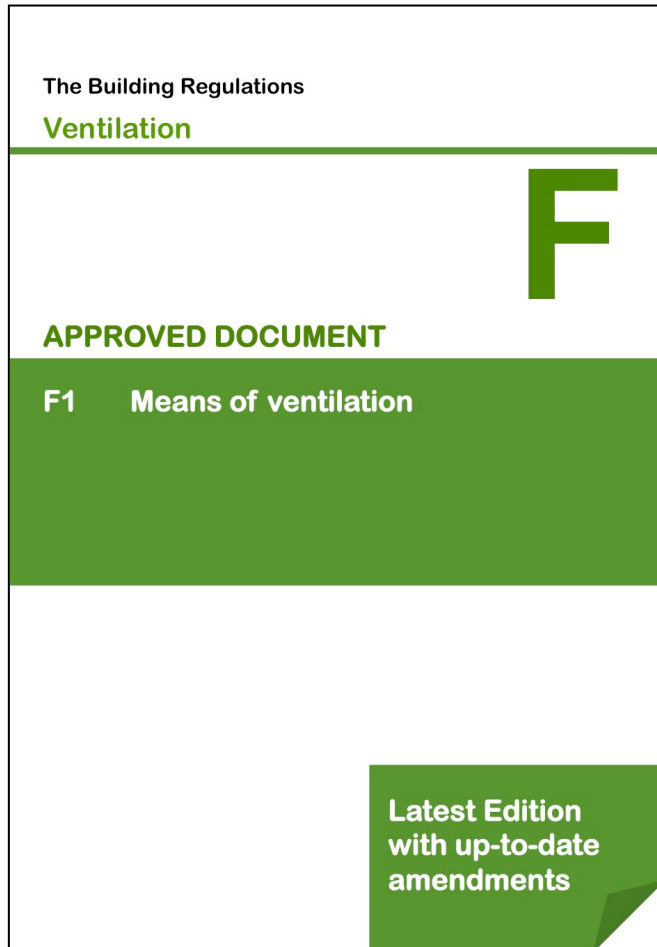 The Building Regulations
Ventilation
F
APPROVED DOCUMENT
F1 Means of ventilation
Latest Edition
with up-to-date
amendments